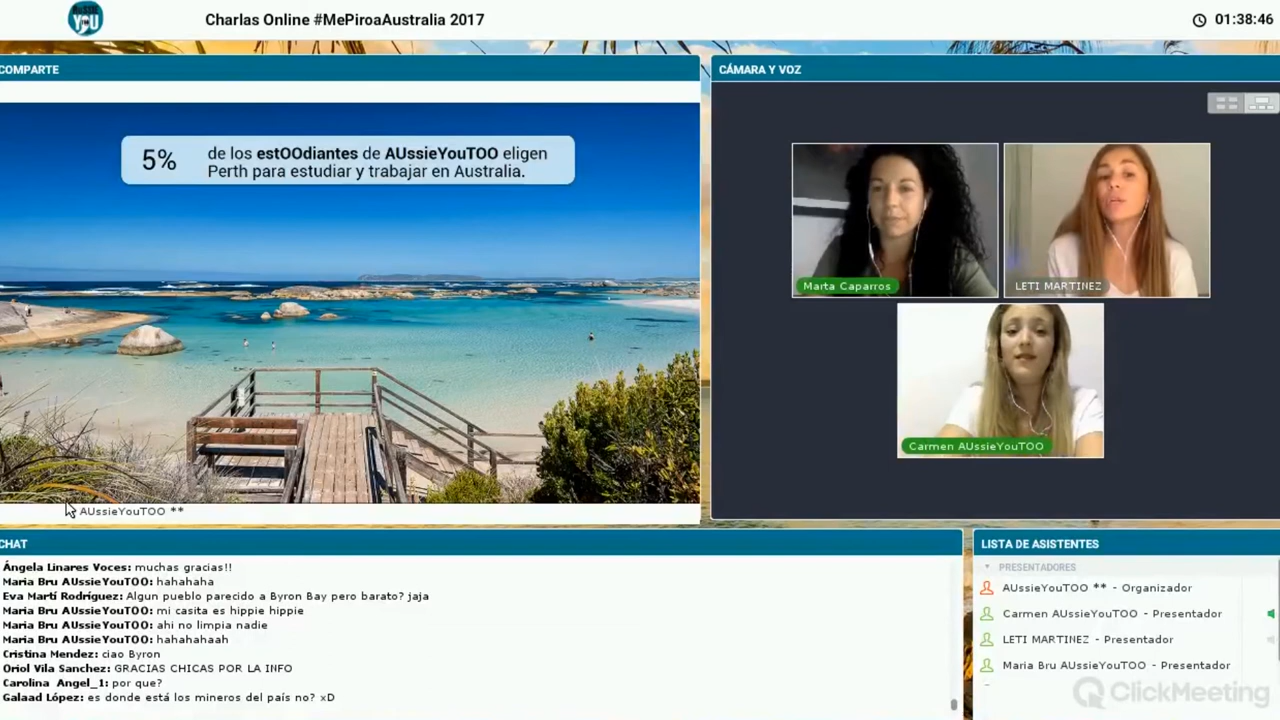 AUSSIE
YOU
Charlas Online #MePiroaAustralia 2017
01:38:46
COMPARTE
CÁMARA Y VOZ
5%
de los estOOdiantes de AUssieYouTOO eligen
Perth para estudiar y trabajar en Australia.
Marta Caparros
LETI MARTINEZ
Carmen AUssieYouTOO
AUssieYouTOO **
CHAT
Ángela Linares Voces: muchas gracias!!
Maria Bru AUssieYouTOO: hahahaha
Eva Martí Rodríguez: Algun pueblo parecido a Byron Bay pero barato? jaja
Maria Bru AUssieYouTOO: mi casita es hippie hippie
Maria Bru AUssieYouTOO: ahi no limpia nadie
Maria Bru AUssieYouTOO: hahahahaah
Cristina Mendez: ciao Byron
Oriol Vila Sanchez: GRACIAS CHICAS POR LA INFO
Carolina Angel_1: por que?
Galaad López: es donde está los mineros del país no? xD
LISTA DE ASISTENTES
PRESENTADORES
AUssieYouTOO ** - Organizador
Carmen AUssieYouTOO - Presentador
LETI MARTINEZ - Presentador
Maria Bru AUssieYouTOO - Presentador
ClickMeeting